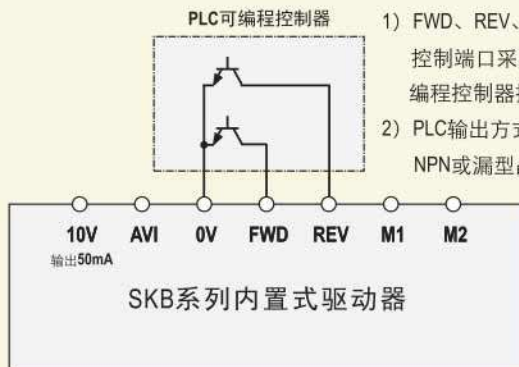 PLC可编程控制器
1) FWD、REV、
控制端口采
编程控制器
2) PLC输出方式
NPN或漏型
10V AVI 0V FWD REV M1 M2
输出50mA
SKB系列内置式驱动器